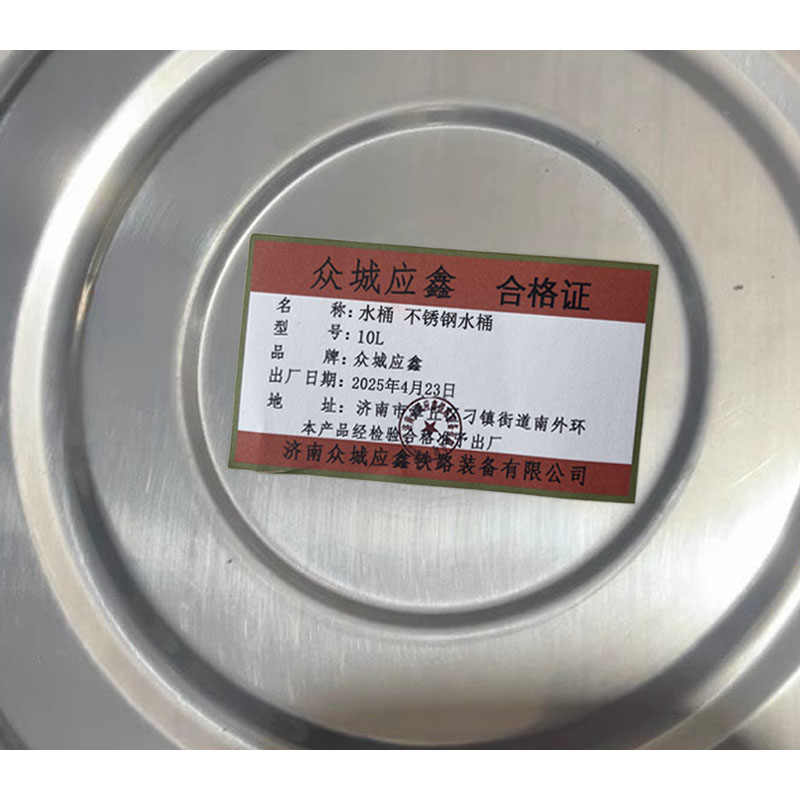 众城应鑫 合格证
名 称：水桶 不锈钢水桶
型 号：10L
品 牌：众城应鑫
出厂日期：2025年4月23日
地 址：济南市章丘区刁镇街道南外环
本产品经检验合格准予出厂
济南众城应鑫铁路装备有限公司